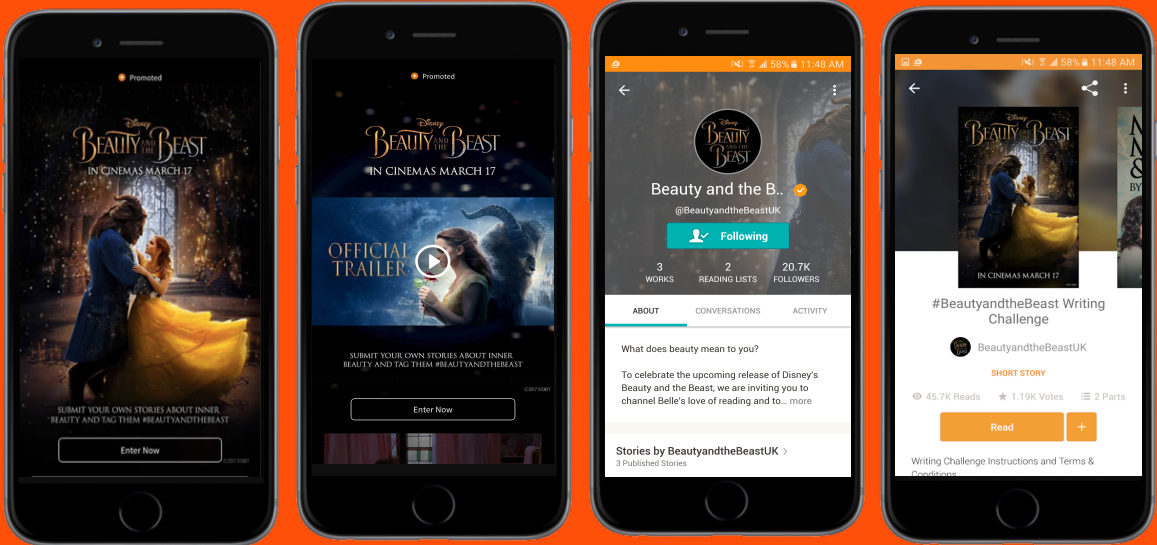 Promoted
Disney
BEAUTY AND THE BEAST
IN CINEMAS MARCH 17
SUBMIT YOUR OWN STORIES ABOUT INNER
BEAUTY AND TAG THEM #BEAUTYANDTHEBEAST
Enter Now
©2017 DISNEY
Promoted
Disney
BEAUTY AND THE BEAST
IN CINEMAS MARCH 17
OFFICIAL
TRAILER
SUBMIT YOUR OWN STORIES ABOUT INNER
BEAUTY AND TAG THEM #BEAUTYANDTHEBEAST
©2017 DISNEY
Enter Now
58% 11:48 AM
Disney
BEAUTY
AND THE
BEAST
Beauty and the B..
@BeautyandtheBeastUK
Following
3 2 20.7K
WORKS READING LISTS FOLLOWERS
ABOUT CONVERSATIONS ACTIVITY
What does beauty mean to you?
To celebrate the upcoming release of Disney's
Beauty and the Beast, we are inviting you to
channel Belle's love of reading and to... more
Stories by BeautyandtheBeastUK >
3 Published Stories
58% 11:48 AM
Disney
BEAUTY AND THE BEAST
IN CINEMAS MARCH 17
BY
#BeautyandtheBeast Writing
Challenge
BeautyandtheBeastUK
SHORT STORY
45.7K Reads 1.19K Votes 2 Parts
Read +
Writing Challenge Instructions and Terms &
Conditions